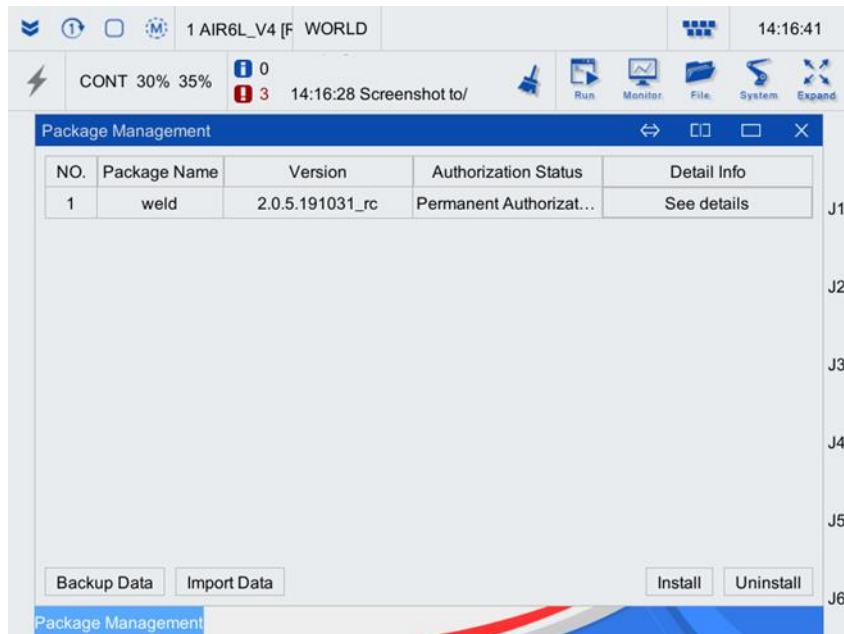 1 M 1 AIR6L_V4 [F WORLD 14:16:41
CONT 30% 35% 0
3 14:16:28 Screenshot to/
Run Monitor File System Expand
Package Management
NO. Package Name Version Authorization Status Detail Info
1 weld 2.0.5.191031_rc Permanent Authorizat... See details
J1
J2
J3
J4
J5
Backup Data Import Data Install Uninstall
J6
Package Management